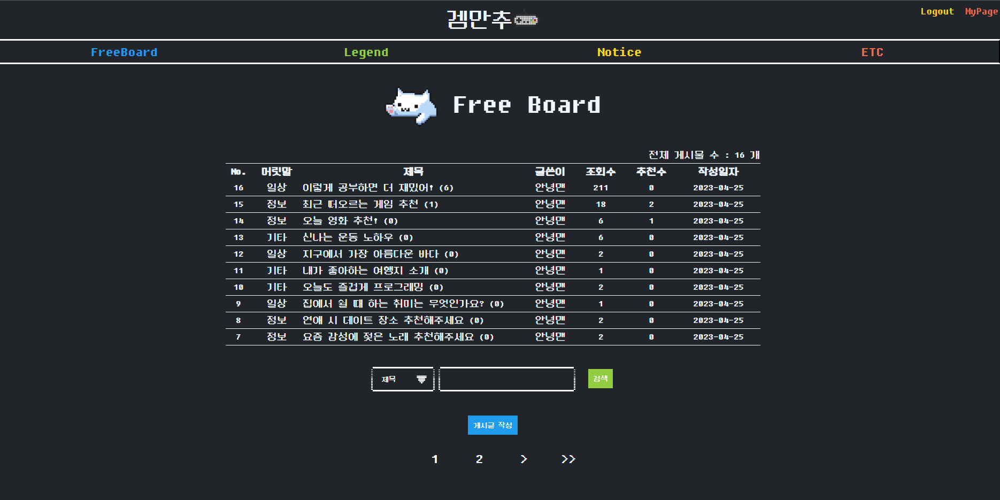 겜만추
Logout MyPage
FreeBoard Legend Notice ETC
Free Board
전체 게시물 수 : 16 개
No. 머릿말 제목 글쓴이 조회수 추천수 작성일자
16 일상 이렇게 공부하면 더 재밌어! (6) 안녕맨 211 0 2023-04-25
15 정보 최근 떠오르는 게임 추천 (1) 안녕맨 18 2 2023-04-25
14 정보 오늘 영화 추천! (0) 안녕맨 6 1 2023-04-25
13 기타 신나는 운동 노하우 (0) 안녕맨 6 0 2023-04-25
12 일상 지구에서 가장 아름다운 바다 (0) 안녕맨 2 0 2023-04-25
11 기타 내가 좋아하는 여행지 소개 (0) 안녕맨 1 0 2023-04-25
10 기타 오늘도 즐겁게 프로그래밍 (0) 안녕맨 2 0 2023-04-25
9 일상 집에서 쉴 때 하는 취미는 무엇인가요? (0) 안녕맨 1 0 2023-04-25
8 정보 연애 시 데이트 장소 추천해주세요 (0) 안녕맨 2 0 2023-04-25
7 정보 요즘 감성에 젖은 노래 추천해주세요 (0) 안녕맨 2 0 2023-04-25
제목 검색
게시글 작성
1 2 > >>